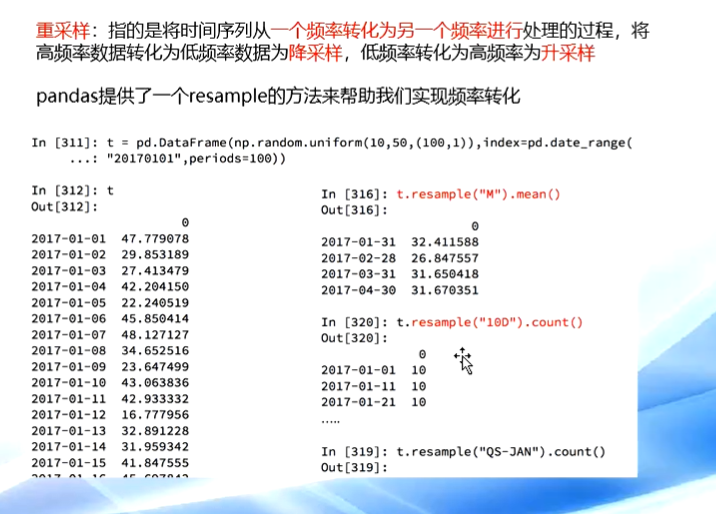 重采样：指的是将时间序列从一个频率转化为另一个频率进行处理的过程，将
高频率数据转化为低频率数据为降采样，低频率转化为高频率为升采样
pandas提供了一个resample的方法来帮助我们实现频率转化
In [311]: t = pd.DataFrame(np.random.uniform(10,50,(100,1)),index=pd.date_range(
...: "20170101",periods=100))
In [312]: t
Out[312]:
0
2017-01-01 47.779078
2017-01-02 29.853189
2017-01-03 27.413479
2017-01-04 42.204150
2017-01-05 22.240519
2017-01-06 45.850414
2017-01-07 48.127127
2017-01-08 34.652516
2017-01-09 23.647499
2017-01-10 43.063836
2017-01-11 42.933332
2017-01-12 16.777956
2017-01-13 32.891228
2017-01-14 31.959342
2017-01-15 41.847555
In [316]: t.resample("M").mean()
Out[316]:
0
2017-01-31 32.411588
2017-02-28 26.847557
2017-03-31 31.650418
2017-04-30 31.670351
In [320]: t.resample("10D").count()
Out[320]:
0
2017-01-01 10
2017-01-11 10
2017-01-21 10
.....
In [319]: t.resample("QS-JAN").count()
Out[319]: